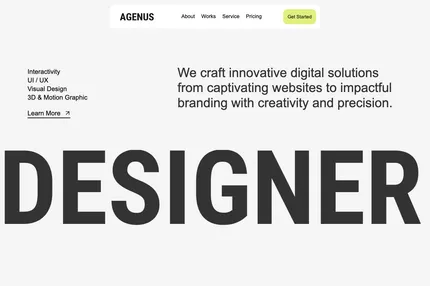 AGENUS
About Works Service Pricing
Get Started
Interactivity
UI / UX
Visual Design
3D & Motion Graphic
Learn More
We craft innovative digital solutions
from captivating websites to impactful
branding with creativity and precision.
DESIGNER